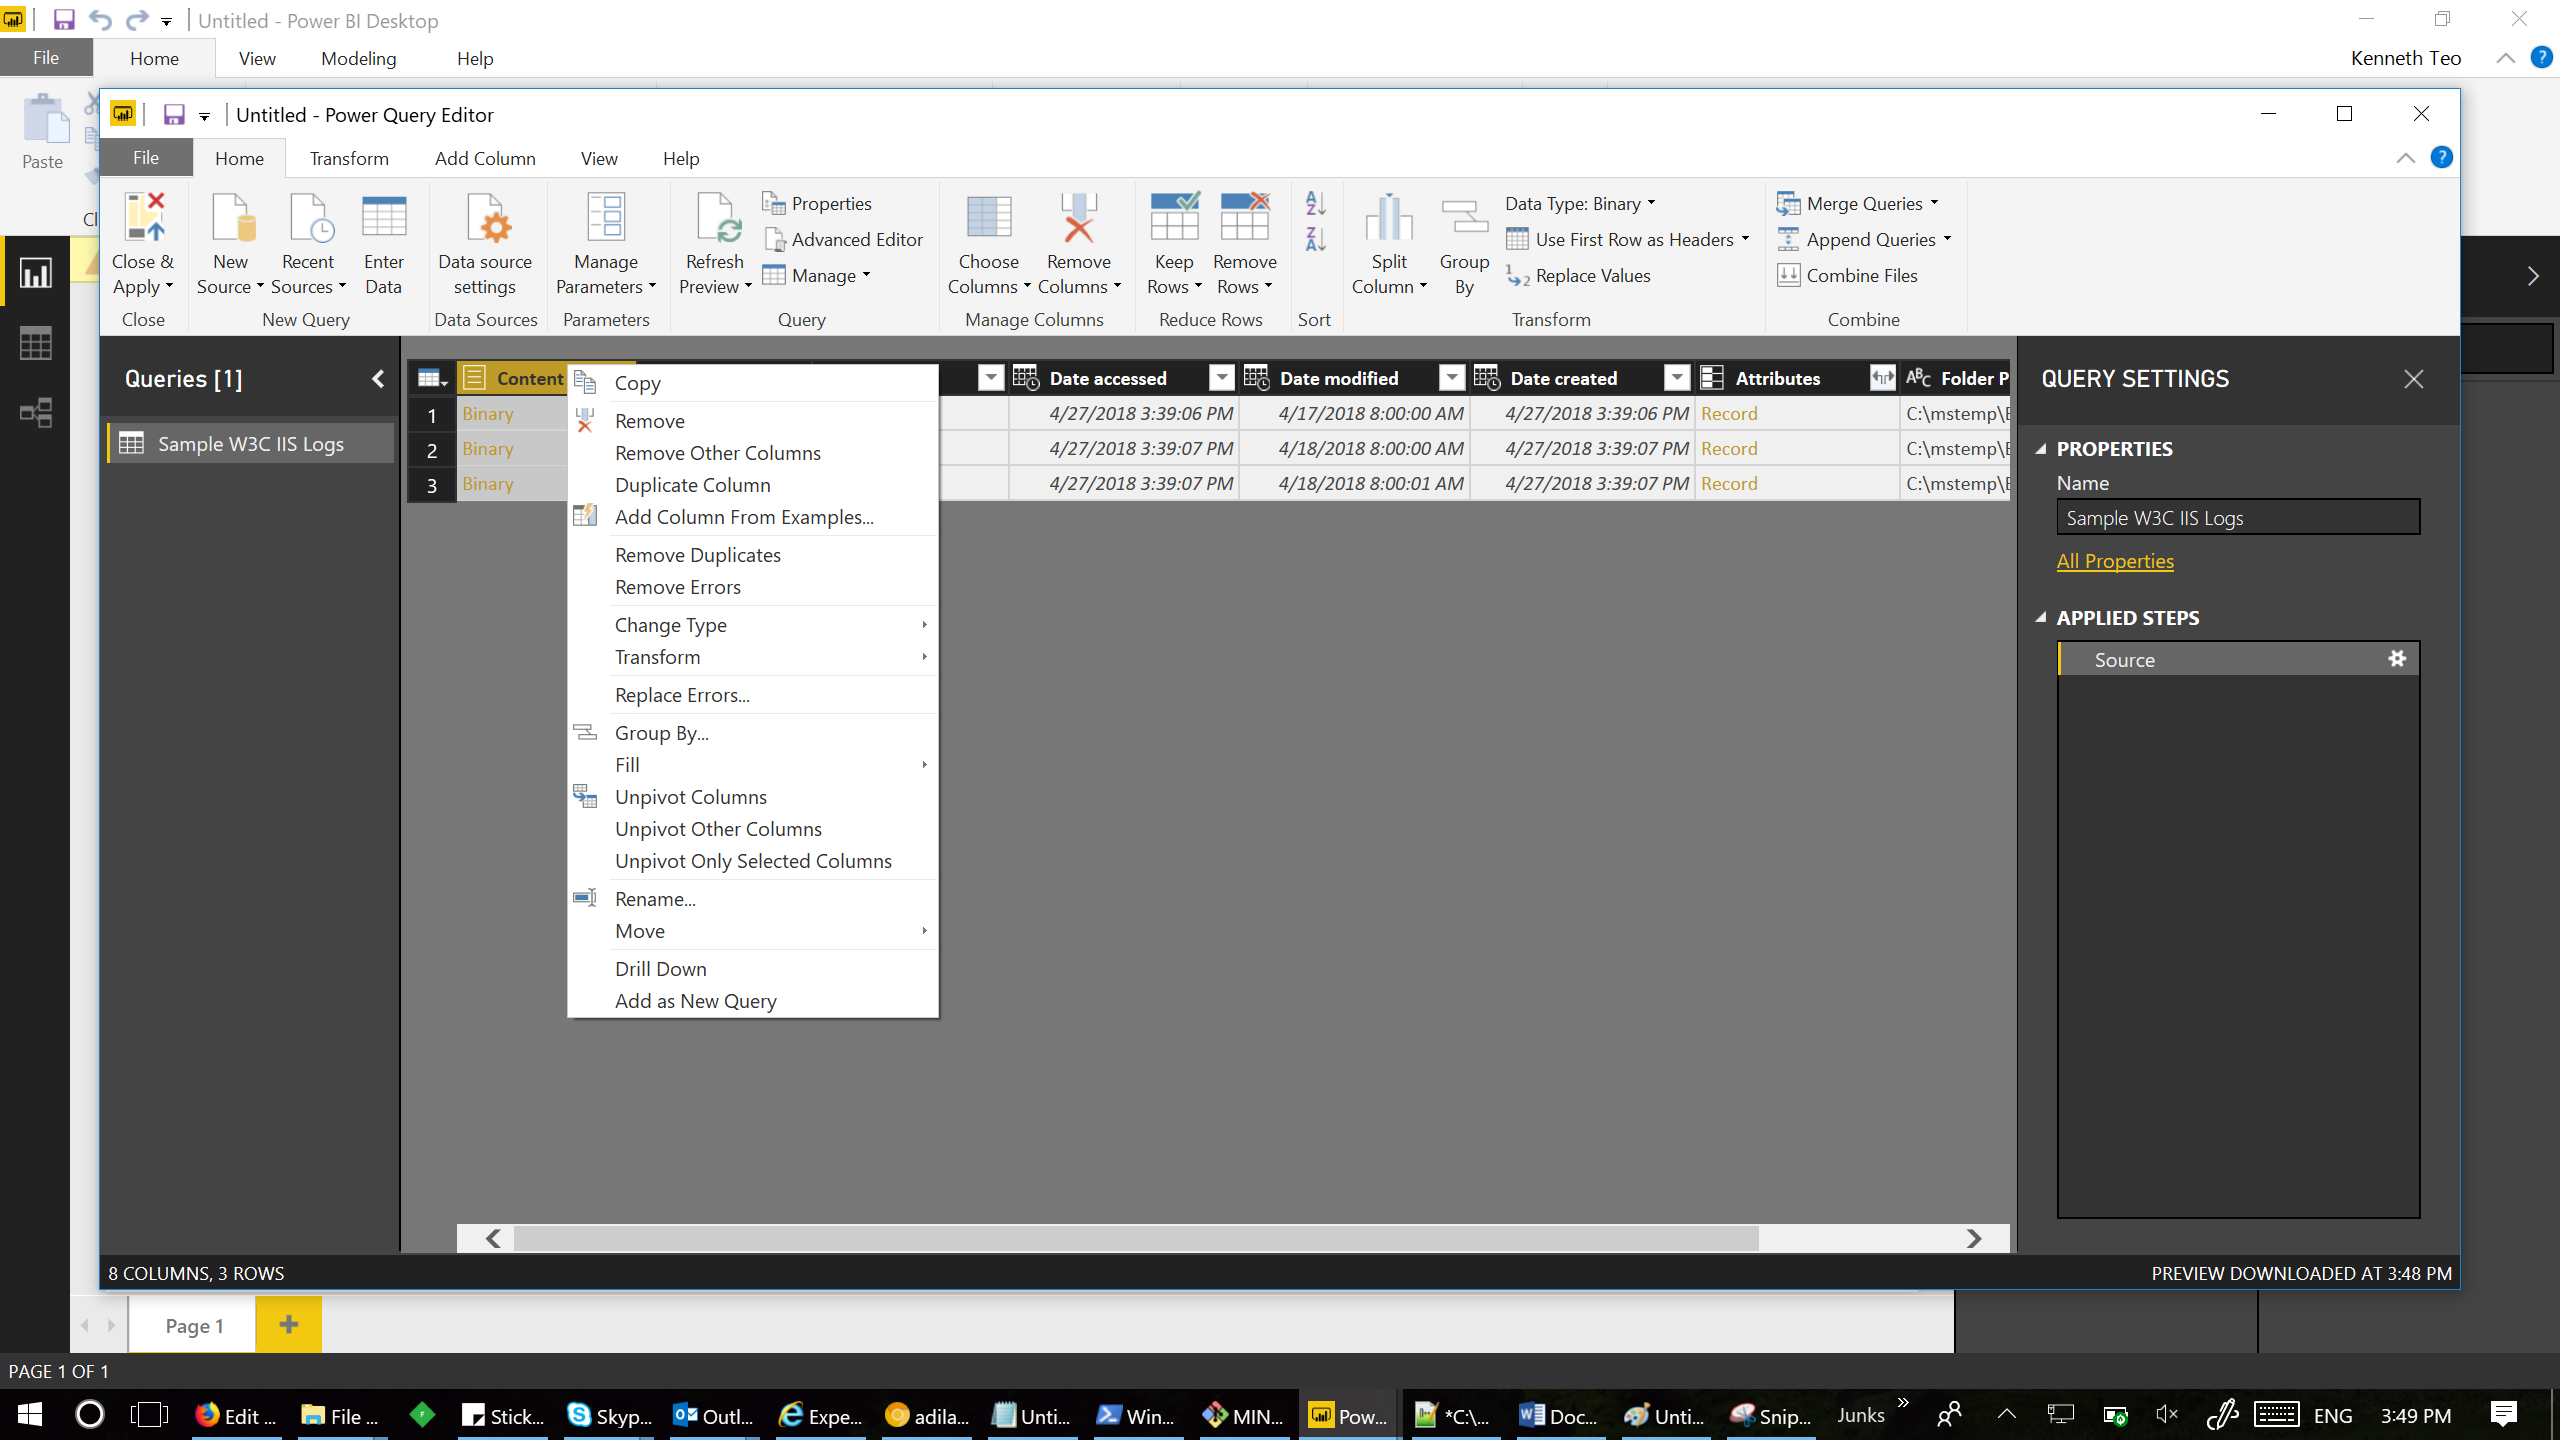 Untitled - Power BI Desktop
File Home View Modeling Help Kenneth Teo
Paste
Untitled - Power Query Editor
File Home Transform Add Column View Help
Close & Apply
New Source
Recent Sources
Enter Data
Data source settings
Manage Parameters
Refresh Preview
Properties
Advanced Editor
Manage
Choose Columns
Remove Columns
Keep Rows
Remove Rows
Split Column
Group By
Data Type: Binary
Use First Row as Headers
Replace Values
Merge Queries
Append Queries
Combine Files
Close New Query Data Sources Parameters Query Manage Columns Reduce Rows Sort Transform Combine
Queries [1]
Sample W3C IIS Logs
Content Date accessed Date modified Date created Attributes ABC Folder P
1 Binary 4/27/2018 3:39:06 PM 4/17/2018 8:00:00 AM 4/27/2018 3:39:06 PM Record C:\mstemp\
2 Binary 4/27/2018 3:39:07 PM 4/18/2018 8:00:00 AM 4/27/2018 3:39:07 PM Record C:\mstemp\
3 Binary 4/27/2018 3:39:07 PM 4/18/2018 8:00:01 AM 4/27/2018 3:39:07 PM Record C:\mstemp\
Copy
Remove
Remove Other Columns
Duplicate Column
Add Column From Examples...
Remove Duplicates
Remove Errors
Change Type
Transform
Replace Errors...
Group By...
Fill
Unpivot Columns
Unpivot Other Columns
Unpivot Only Selected Columns
Rename...
Move
Drill Down
Add as New Query
QUERY SETTINGS
PROPERTIES
Name
Sample W3C IIS Logs
All Properties
APPLIED STEPS
Source
8 COLUMNS, 3 ROWS PREVIEW DOWNLOADED AT 3:48 PM
Page 1
PAGE 1 OF 1
Edit ... File ... Stick... Skyp... Outl... Expe... adila... Unti... Win... MIN... Pow... *C:\... Doc... Unti... Snip... Junks ENG 3:49 PM